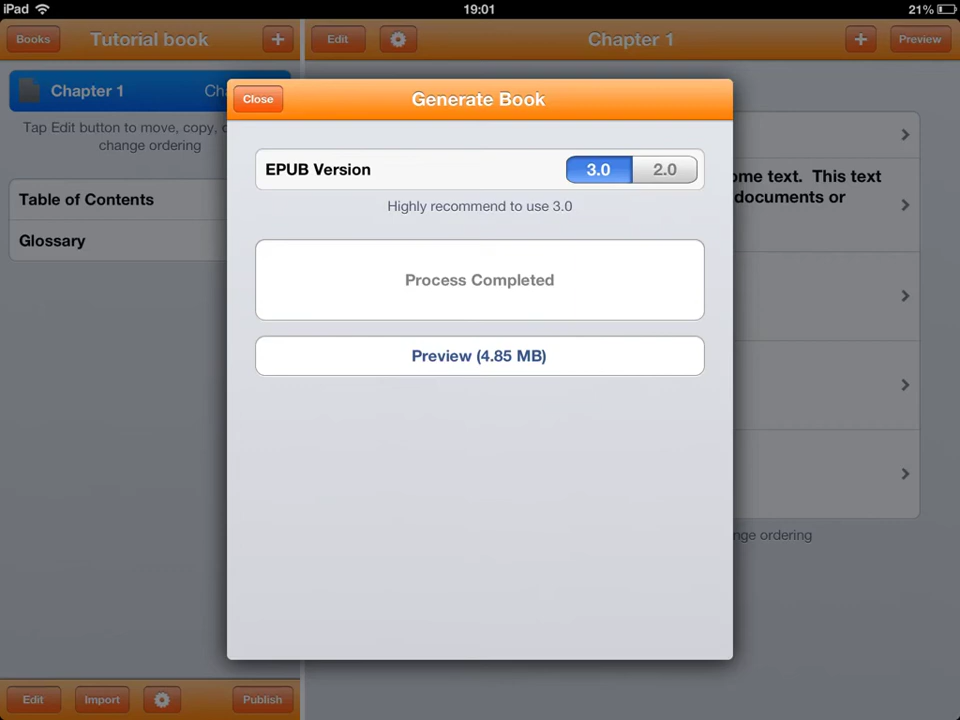 iPad 19:01 21%
Books Tutorial book +
Edit Chapter 1 + Preview
Chapter 1 Ch
Tap Edit button to move, copy,
change ordering
Table of Contents
Glossary
Close Generate Book
EPUB Version 3.0 2.0
Highly recommend to use 3.0
Process Completed
Preview (4.85 MB)
ome text. This text
documents or
nge ordering
Edit Import Publish